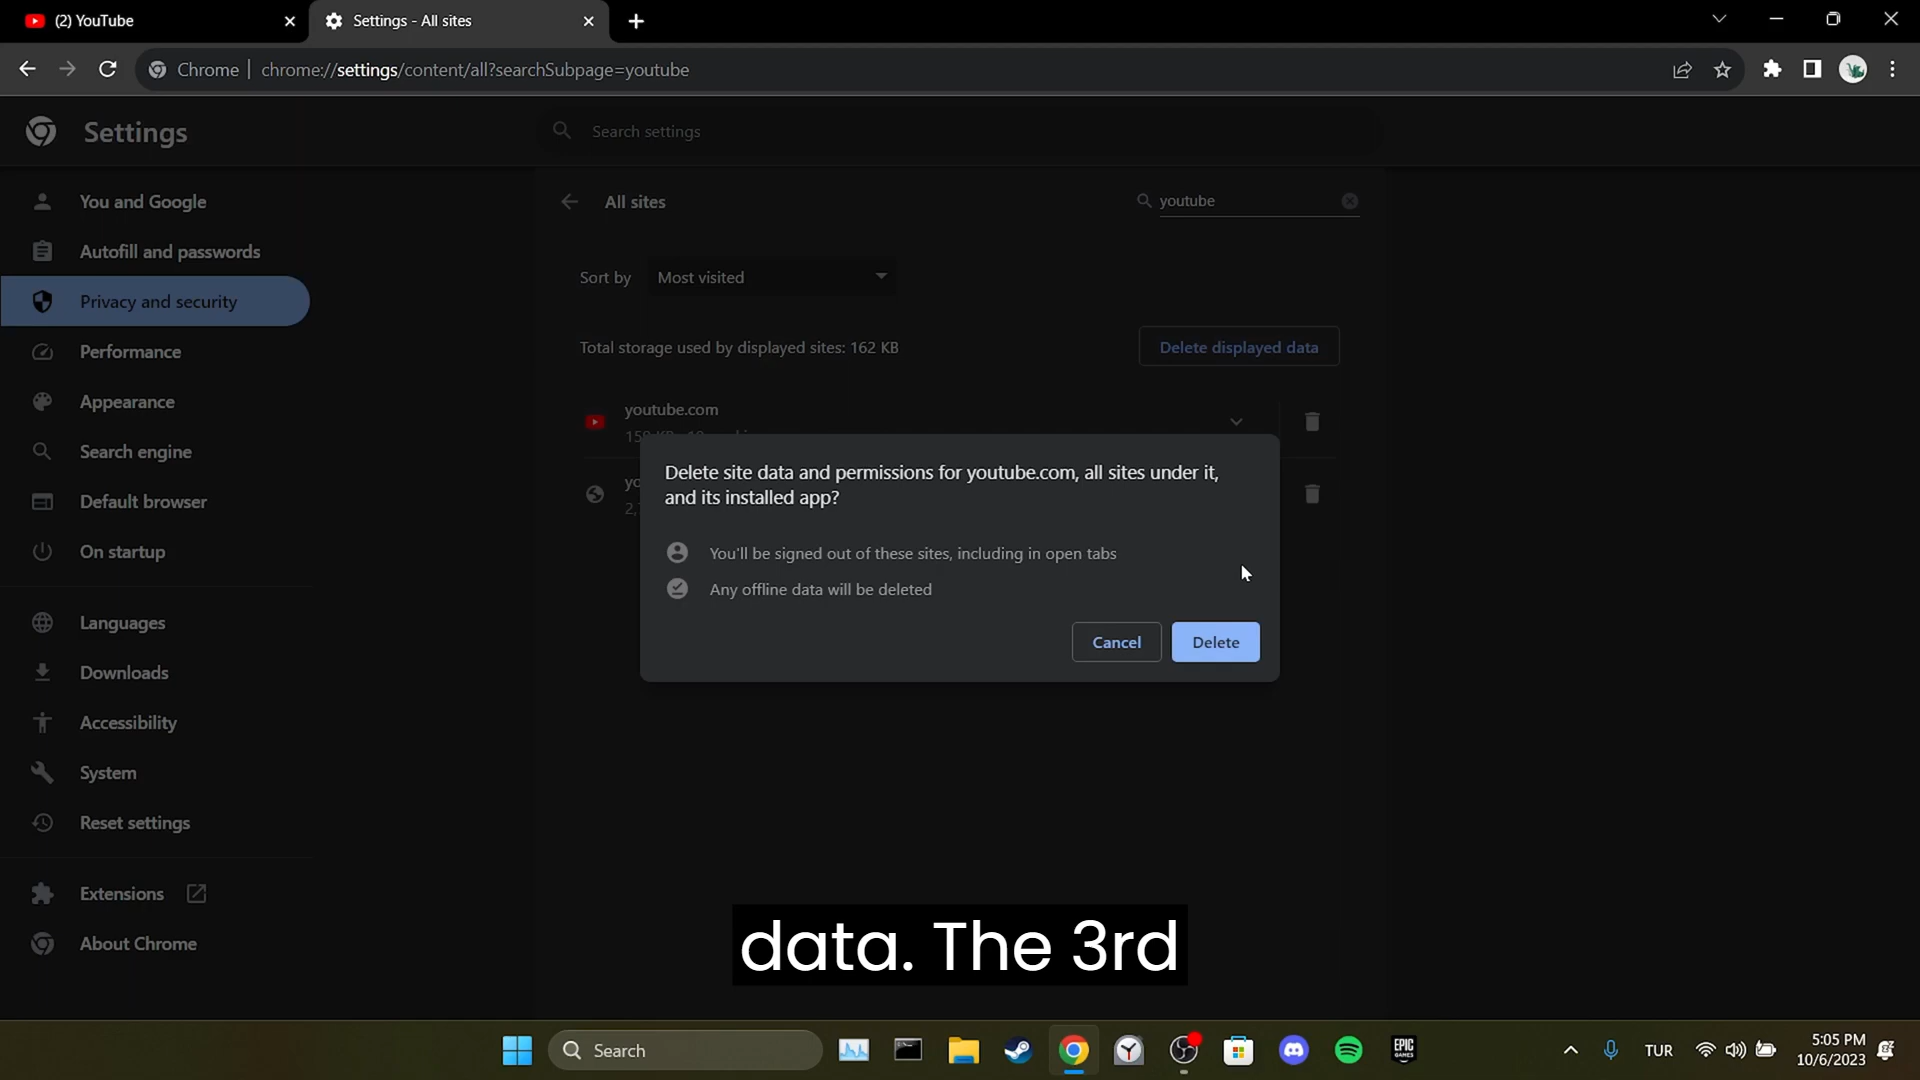 (2) YouTube
Settings - All sites
Chrome
chrome://settings/content/all?searchSubpage=youtube
Settings
Search settings
You and Google
Autofill and passwords
Privacy and security
Performance
Appearance
Search engine
Default browser
On startup
Languages
Downloads
Accessibility
System
Reset settings
Extensions
About Chrome
All sites
youtube
Sort by
Most visited
Total storage used by displayed sites: 162 KB
Delete displayed data
youtube.com
Delete site data and permissions for youtube.com, all sites under it,
and its installed app?
You'll be signed out of these sites, including in open tabs
Any offline data will be deleted
Cancel
Delete
data. The 3rd
Search
EPIC
GAMES
TUR
5:05 PM
10/6/2023